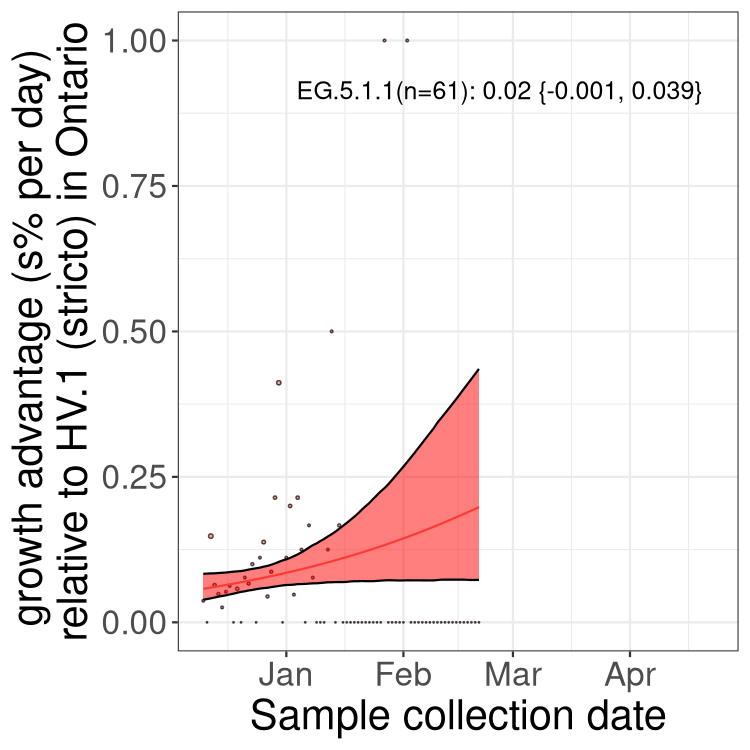 growth advantage (s% per day)
relative to HV.1 (stricto) in Ontario
1.00
0.75
0.50
0.25
0.00
EG.5.1.1(n=61): 0.02 {-0.001, 0.039}
Jan Feb Mar Apr
Sample collection date